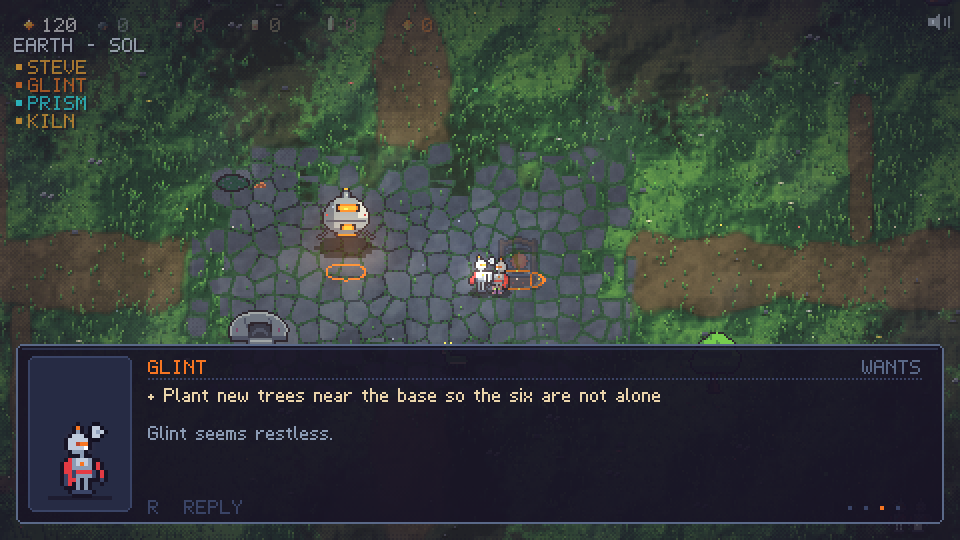 120 0 0 0 0
EARTH - SOL
STEVE
GLINT
PRISM
KILN
GLINT WANTS
+ Plant new trees near the base so the six are not alone
Glint seems restless.
R REPLY